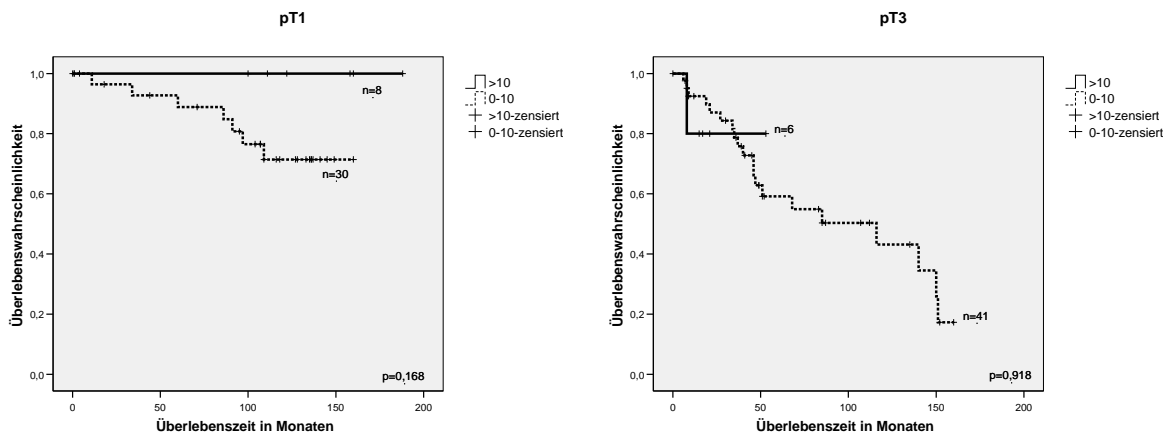 pT1
Überlebenswahrscheinlichkeit
1,0
0,8
0,6
0,4
0,2
0,0
n=8
n=30
p=0,168
0
50
100
150
200
Überlebenszeit in Monaten
>10
0-10
>10-zensiert
0-10-zensiert
pT3
Überlebenswahrscheinlichkeit
1,0
0,8
0,6
0,4
0,2
0,0
n=6
n=41
p=0,918
0
50
100
150
200
Überlebenszeit in Monaten
>10
0-10
>10-zensiert
0-10-zensiert